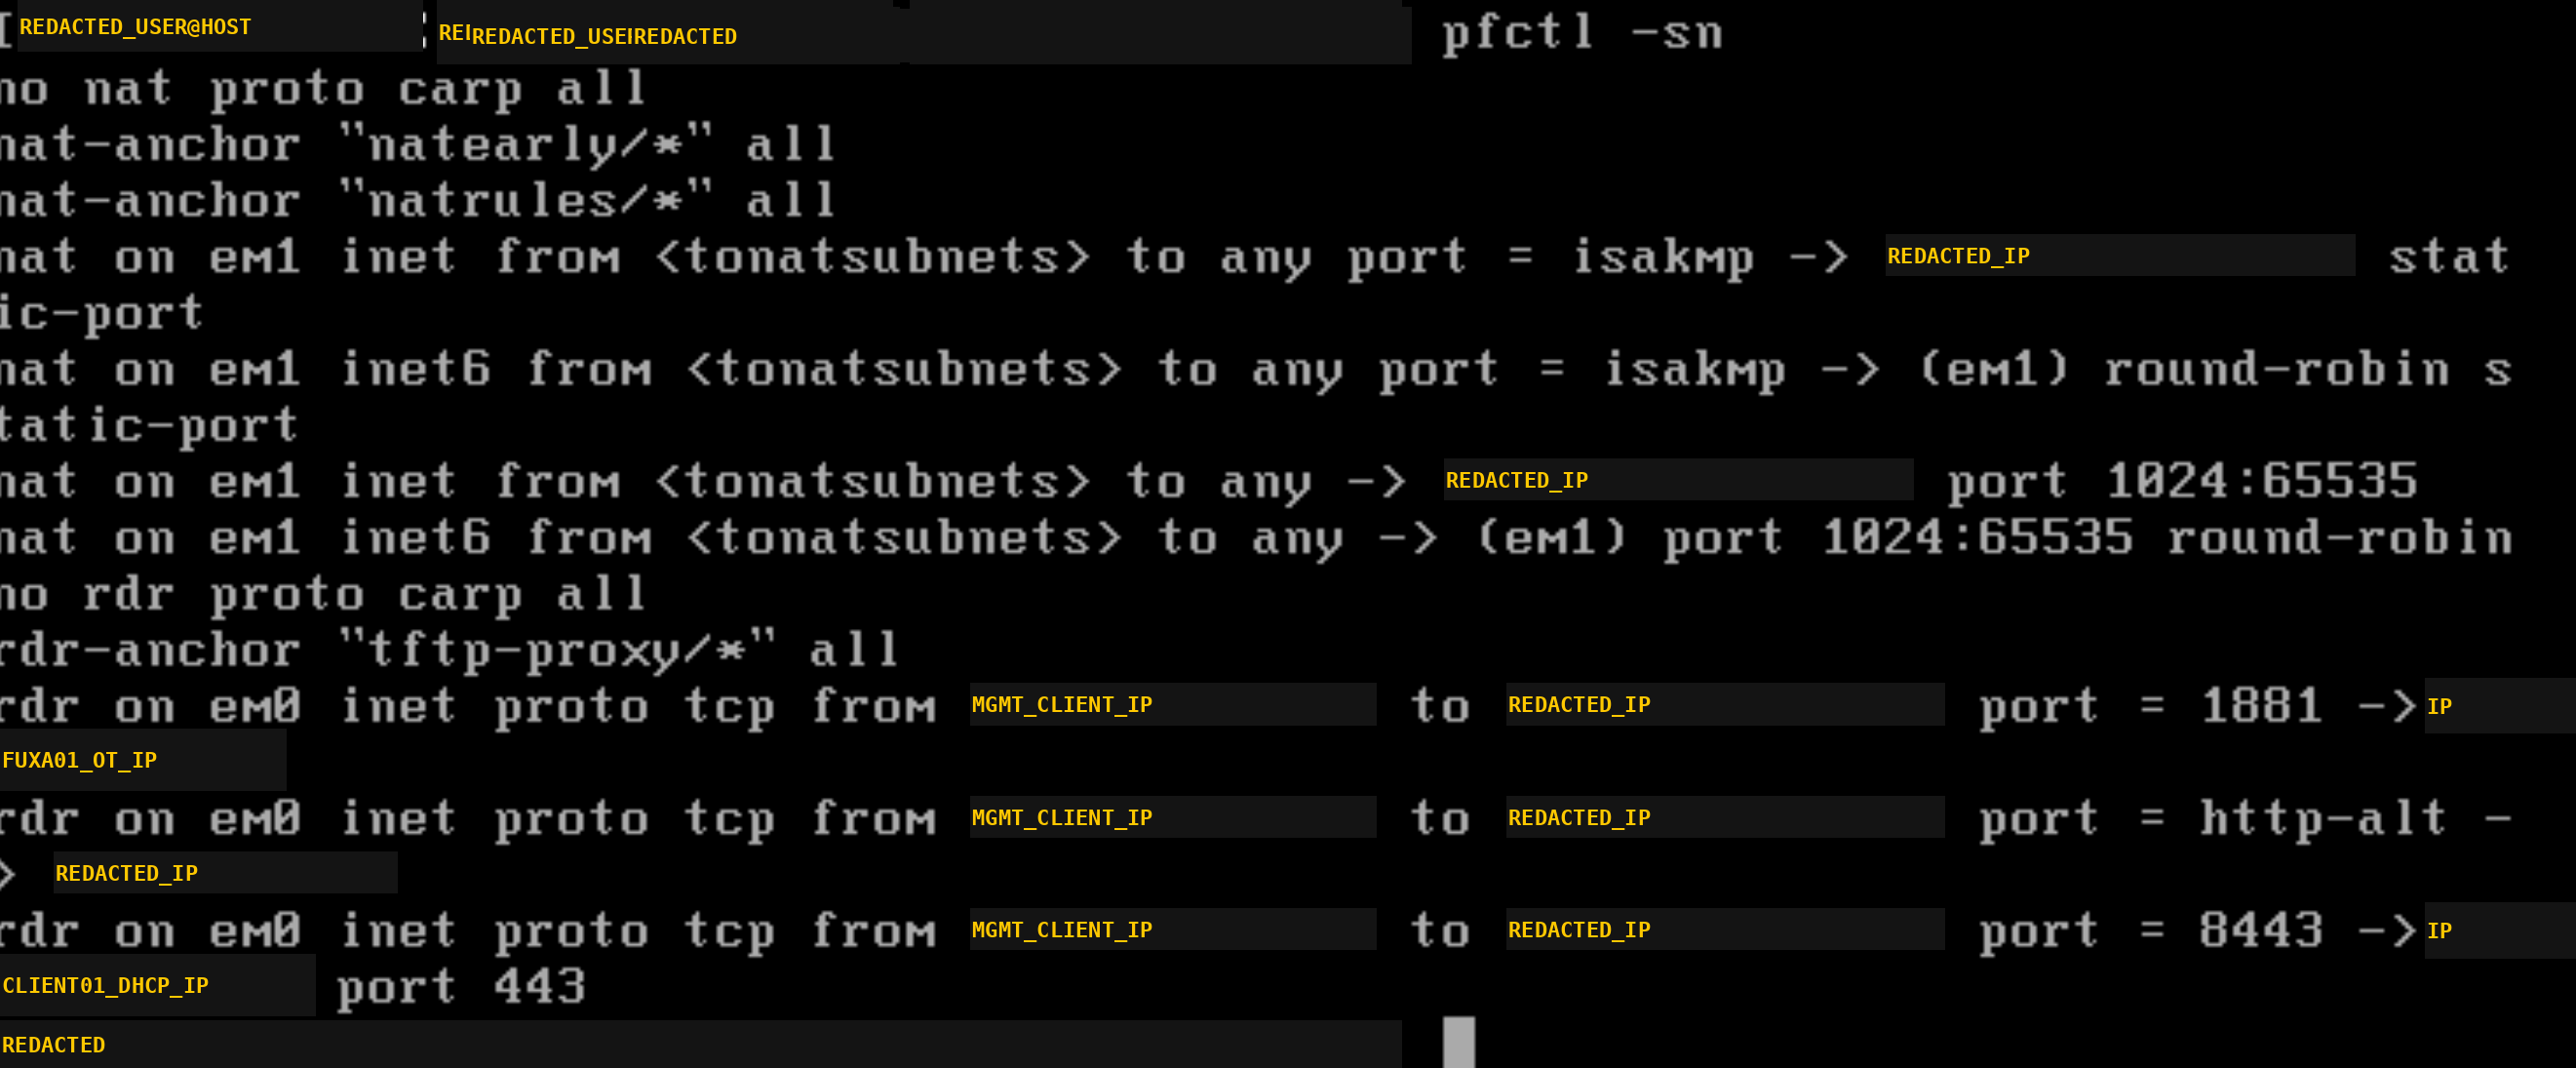 [REDACTED_USER@HOST : REIREDACTED_USEIREDACTED pfctl -sn
no nat proto carp all
nat-anchor "natearly/*" all
nat-anchor "natrules/*" all
nat on em1 inet from <tonatsubnets> to any port = isakmp -> REDACTED_IP stat
ic-port
nat on em1 inet6 from <tonatsubnets> to any port = isakmp -> (em1) round-robin s
tatic-port
nat on em1 inet from <tonatsubnets> to any -> REDACTED_IP port 1024:65535
nat on em1 inet6 from <tonatsubnets> to any -> (em1) port 1024:65535 round-robin
no rdr proto carp all
rdr-anchor "tftp-proxy/*" all
rdr on em0 inet proto tcp from MGMT_CLIENT_IP to REDACTED_IP port = 1881 -> IP
FUXA01_OT_IP
rdr on em0 inet proto tcp from MGMT_CLIENT_IP to REDACTED_IP port = http-alt -
> REDACTED_IP
rdr on em0 inet proto tcp from MGMT_CLIENT_IP to REDACTED_IP port = 8443 -> IP
CLIENT01_DHCP_IP port 443
REDACTED